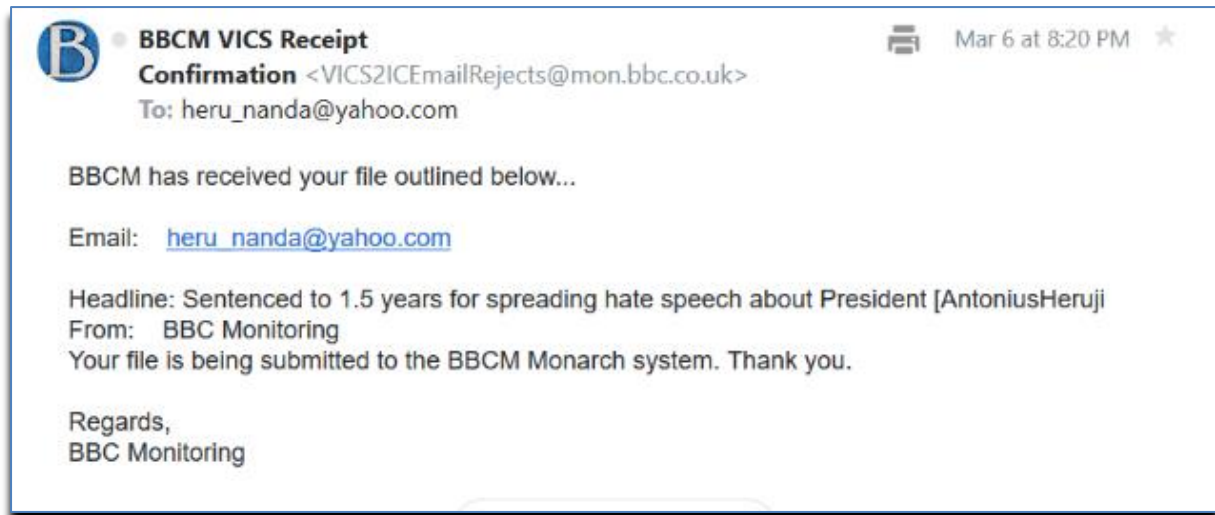 B
BBCM VICS Receipt
Mar 6 at 8:20 PM
Confirmation <VICS2ICEmailRejects@mon.bbc.co.uk>
To: heru_nanda@yahoo.com
BBCM has received your file outlined below...
Email: heru_nanda@yahoo.com
Headline: Sentenced to 1.5 years for spreading hate speech about President [AntoniusHeruji
From: BBC Monitoring
Your file is being submitted to the BBCM Monarch system. Thank you.
Regards,
BBC Monitoring